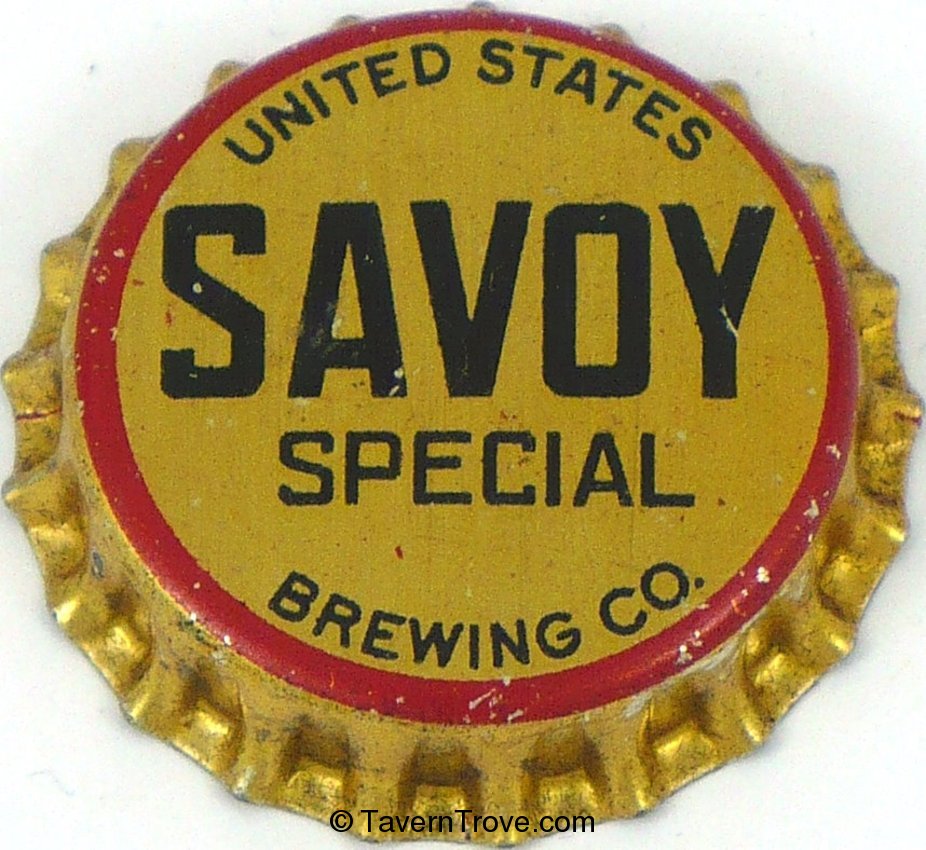 UNITED STATES
SAVOY
SPECIAL
BREWING CO.
© TavernTrove.com